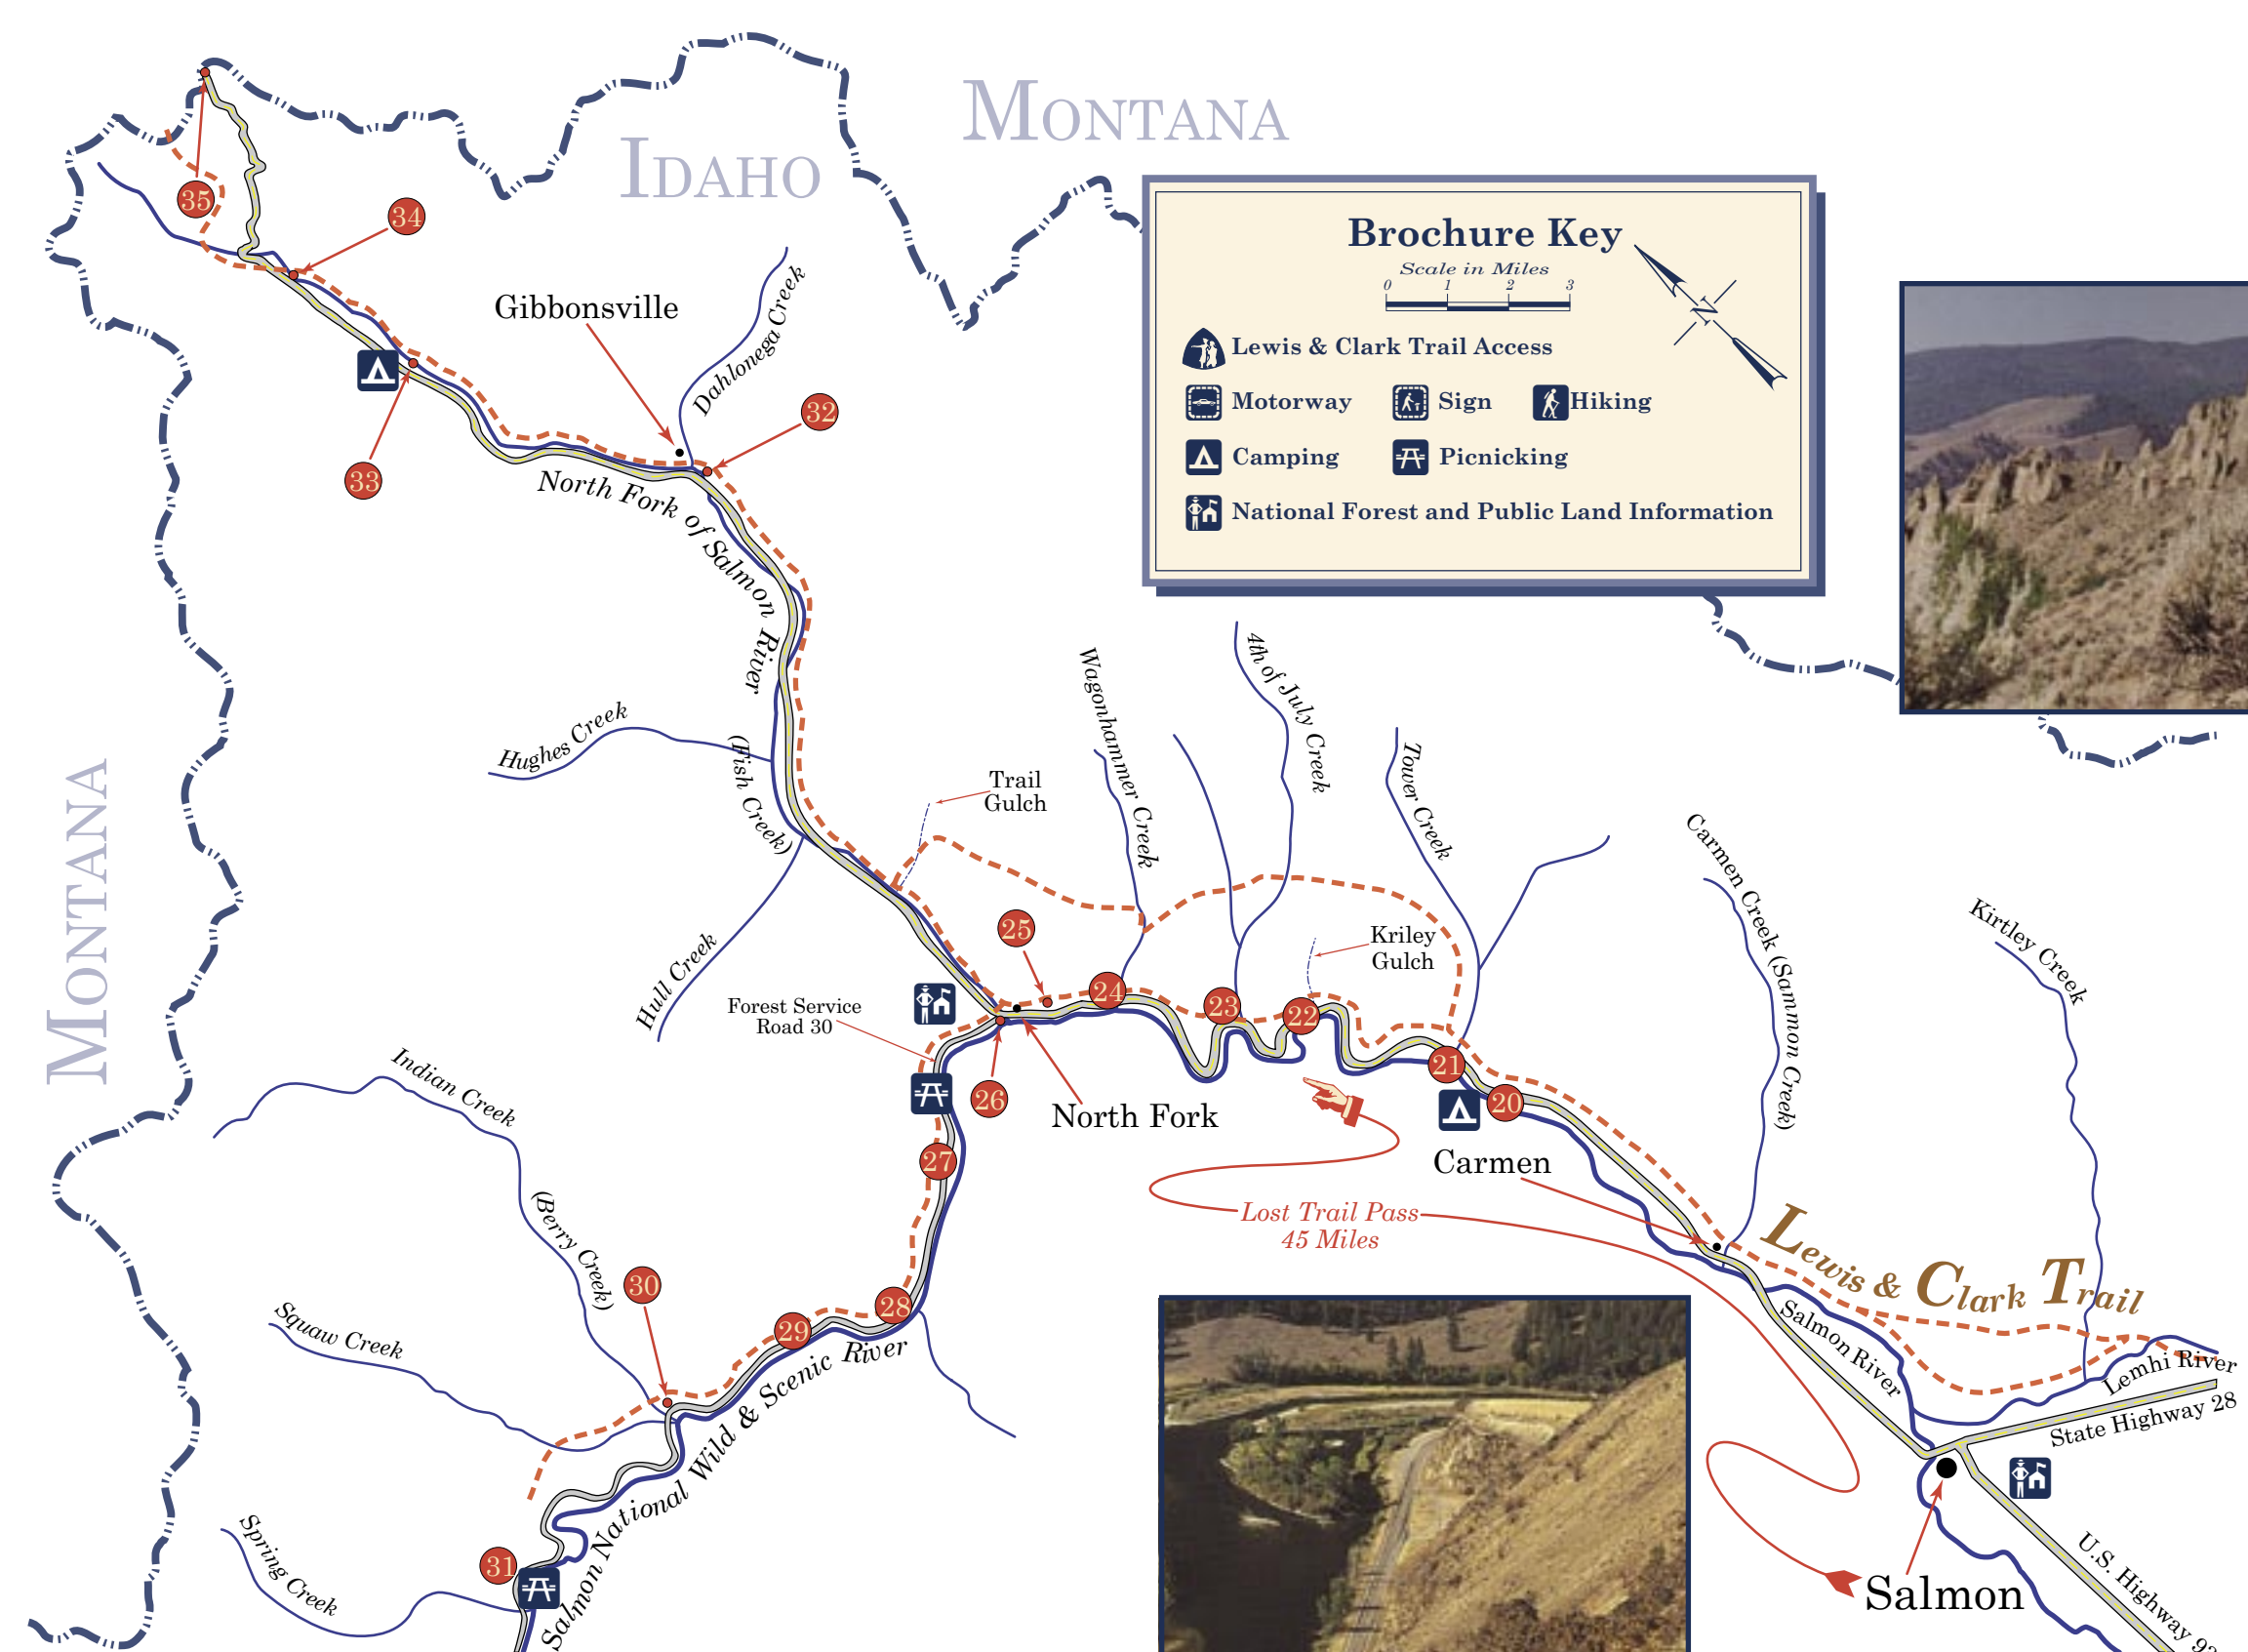 MONTANA
IDAHO
35
34
Brochure Key
Scale in Miles
0 1 2 3
N
Lewis & Clark Trail Access
Motorway
Sign
Hiking
Camping
Picnicking
National Forest and Public Land Information
Gibbonsville
Dahlonega Creek
32
33
North Fork of Salmon River
(Fish Creek)
Hughes Creek
Hull Creek
MONTANA
Trail
Gulch
Wagonhammer Creek
4th of July Creek
Tower Creek
Carmen Creek (Sammon Creek)
Kirtley Creek
Kriley
Gulch
25
24
23
22
21
20
Forest Service
Road 30
26
North Fork
27
Carmen
Indian Creek
(Berry Creek)
Squaw Creek
Spring Creek
30
29
28
31
Salmon National Wild & Scenic River
Lost Trail Pass
45 Miles
Lewis & Clark Trail
Salmon River
Lemhi River
State Highway 28
Salmon
U.S. Highway 93